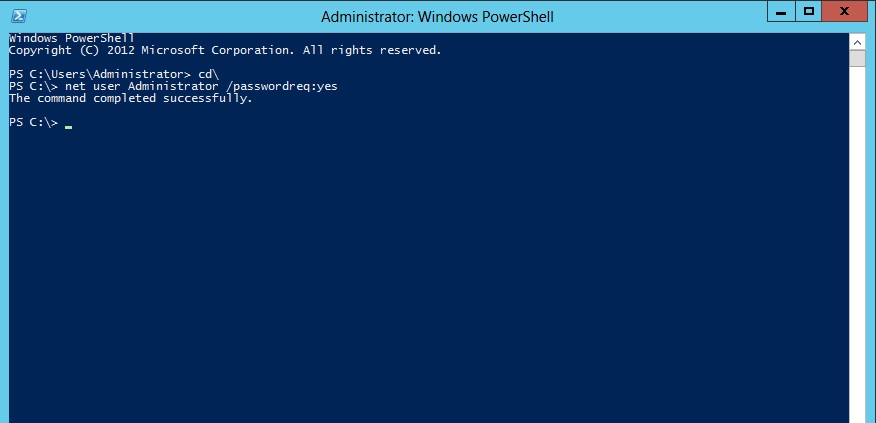 Administrator: Windows PowerShell
Windows PowerShell
Copyright (C) 2012 Microsoft Corporation. All rights reserved.
PS C:\Users\Administrator> cd\
PS C:\> net user Administrator /passwordreq:yes
The command completed successfully.
PS C:\>